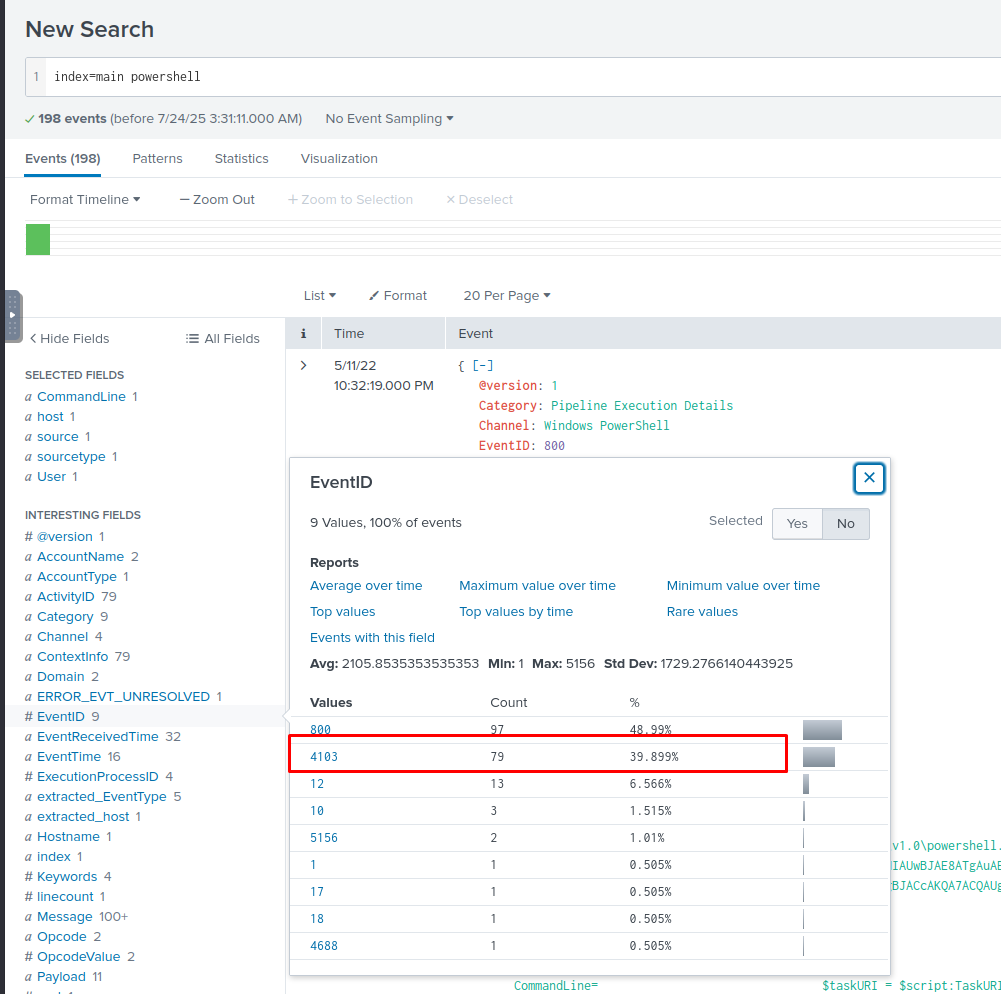 New Search
1 index=main powershell
198 events (before 7/24/25 3:31:11.000 AM) No Event Sampling
Events (198) Patterns Statistics Visualization
Format Timeline — Zoom Out + Zoom to Selection × Deselect
List Format 20 Per Page
Hide Fields All Fields
i Time Event
SELECTED FIELDS
a CommandLine 1
a host 1
a source 1
a sourcetype 1
a User 1
INTERESTING FIELDS
# @version 1
a AccountName 2
a AccountType 1
a ActivityID 79
a Category 9
a Channel 4
a ContextInfo 79
a Domain 2
a ERROR_EVT_UNRESOLVED 1
# EventID 9
a EventReceivedTime 32
a EventTime 16
# ExecutionProcessID 4
a extracted_EventType 5
a extracted_host 1
a Hostname 1
a index 1
# Keywords 4
# linecount 1
a Message 100+
a Opcode 2
# OpcodeValue 2
a Payload 11
5/11/22
10:32:19.000 PM
{ [-]
@version: 1
Category: Pipeline Execution Details
Channel: Windows PowerShell
EventID: 800
EventID
9 Values, 100% of events
Selected Yes No
Reports
Average over time Maximum value over time Minimum value over time
Top values Top values by time Rare values
Events with this field
Avg: 2105.8535353535353 Min: 1 Max: 5156 Std Dev: 1729.2766140443925
Values Count %
800 97 48.99%
4103 79 39.899%
12 13 6.566%
10 3 1.515%
5156 2 1.01%
1 1 0.505%
17 1 0.505%
18 1 0.505%
4688 1 0.505%
v1.0\powershell.
IAUwBJAE8ATgAuAE
BJACcAKQA7ACQAUg
CommandLine= $taskURI = $script:TaskURI